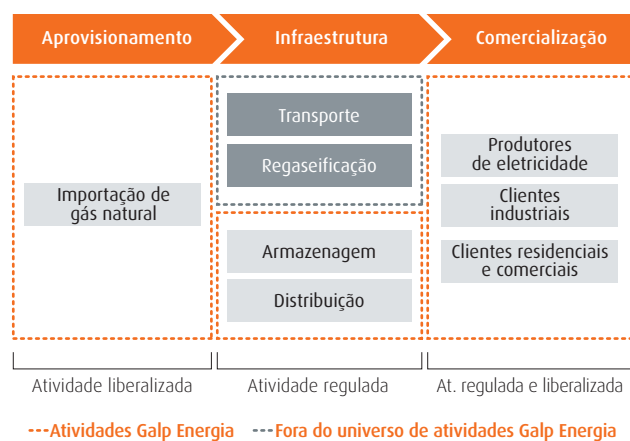 Aprovisionamento
Infraestrutura
Comercialização
Importação de
gás natural
Transporte
Regaseificação
Armazenagem
Distribuição
Produtores
de eletricidade
Clientes
industriais
Clientes residenciais
e comerciais
Atividade liberalizada
Atividade regulada
At. regulada e liberalizada
Atividades Galp Energia
Fora do universo de atividades Galp Energia